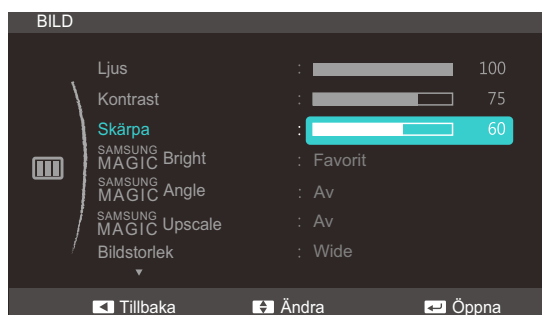 BILD
Ljus : 100
Kontrast : 75
Skärpa : 60
SAMSUNG MAGIC Bright : Favorit
SAMSUNG MAGIC Angle : Av
SAMSUNG MAGIC Upscale : Av
Bildstorlek : Wide
Tillbaka Ändra Öppna